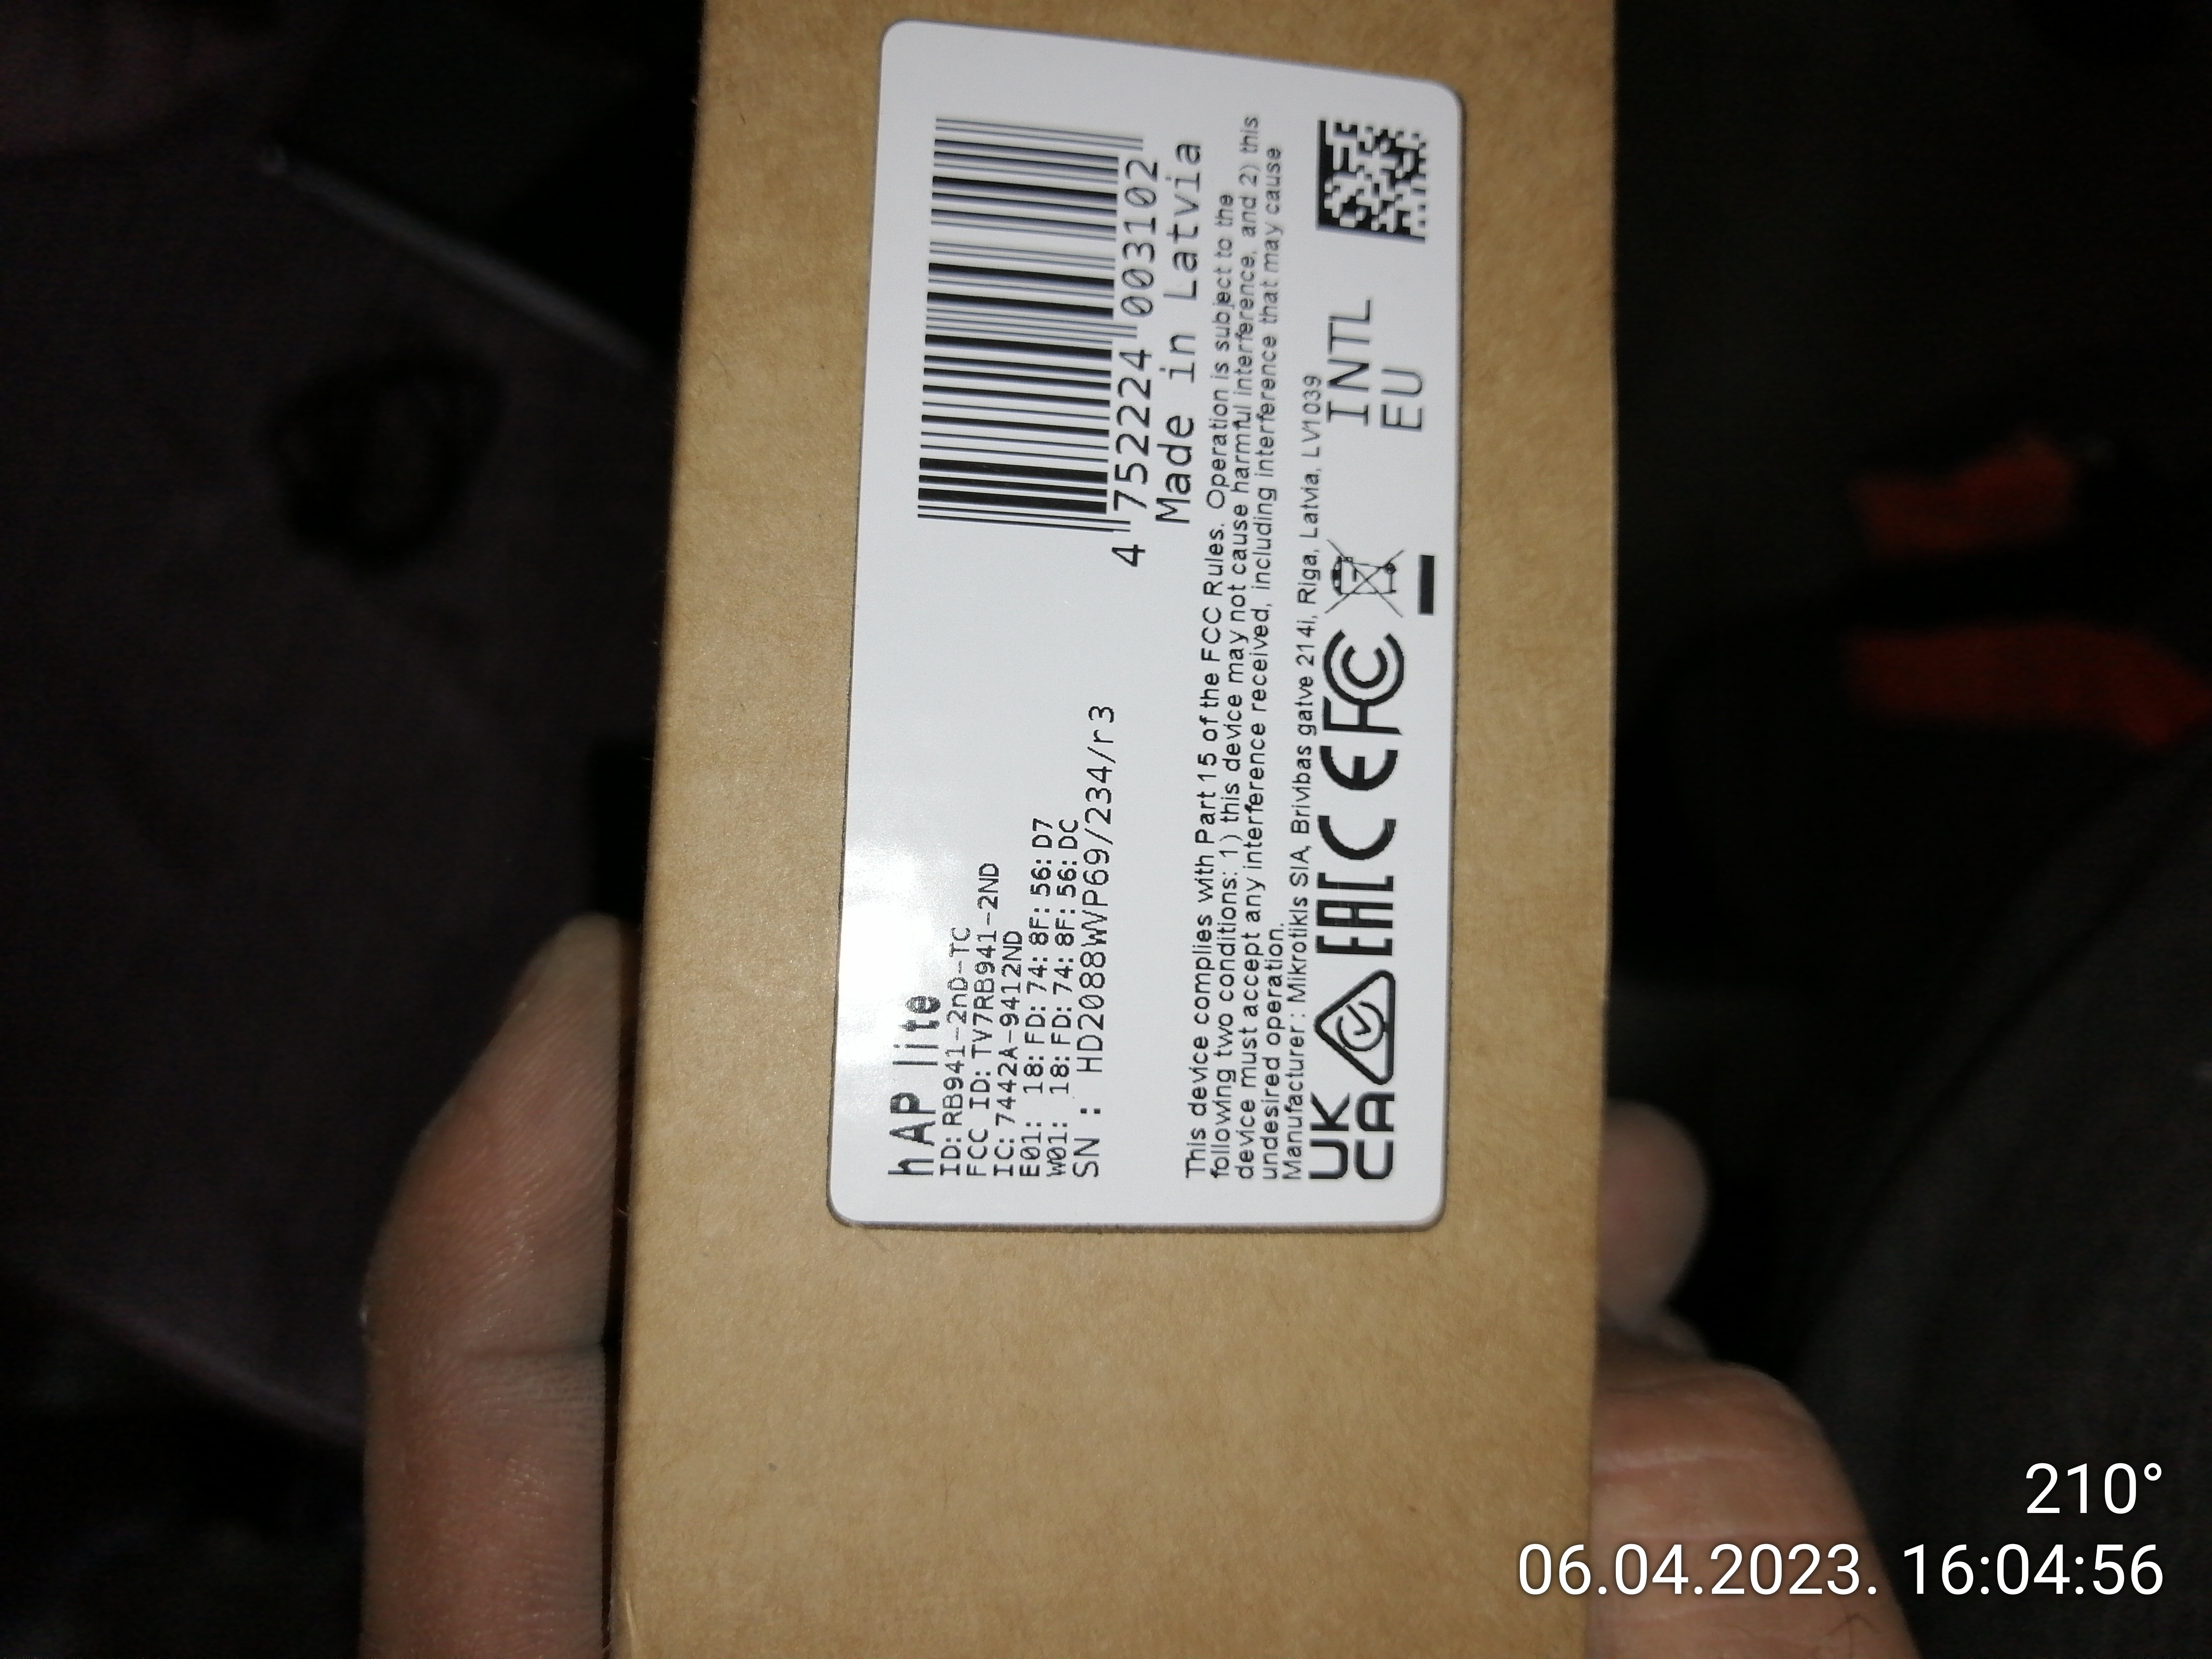 hAP lite
ID: RB941-2nD-TC
FCC ID: TV7RB941-2ND
IC: 7442A-9412ND
E01: 18:FD:74:8F:56:D7
W01: 18:FD:74:8F:56:DC
SN : HD2088WVP69/234/r3
4 752224 003102
Made in Latvia
This device complies with Part 15 of the FCC Rules. Operation is subject to the
following two conditions: 1) this device may not cause harmful interference, and 2) this
device must accept any interference received, including interference that may cause
undesired operation.
Manufacturer: Mikrotikls SIA, Brivibas gatve 214i, Riga, Latvia, LV1039
UK
CA EAC CE FC
INTL
EU
210°
06.04.2023. 16:04:56